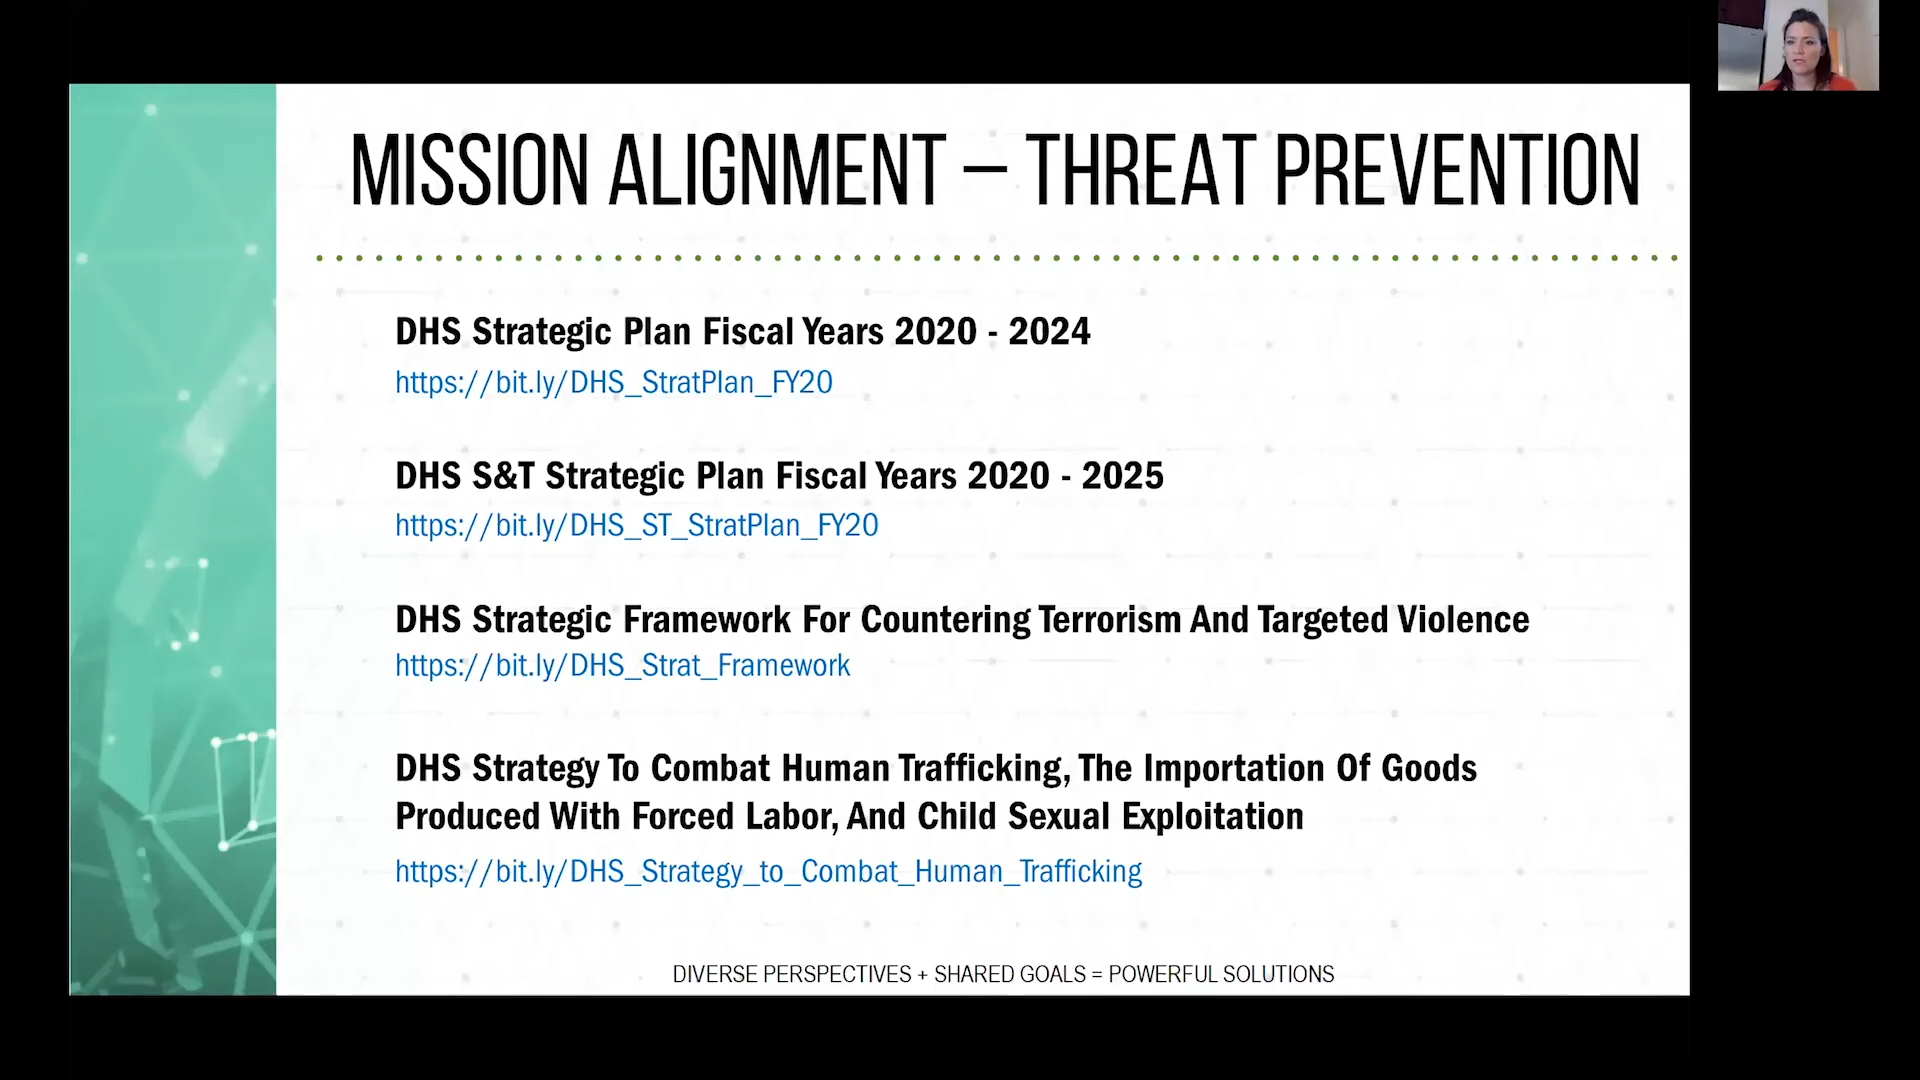 MISSION ALIGNMENT – THREAT PREVENTION
DHS Strategic Plan Fiscal Years 2020 - 2024
https://bit.ly/DHS_StratPlan_FY20
DHS S&T Strategic Plan Fiscal Years 2020 - 2025
https://bit.ly/DHS_ST_StratPlan_FY20
DHS Strategic Framework For Countering Terrorism And Targeted Violence
https://bit.ly/DHS_Strat_Framework
DHS Strategy To Combat Human Trafficking, The Importation Of Goods
Produced With Forced Labor, And Child Sexual Exploitation
https://bit.ly/DHS_Strategy_to_Combat_Human_Trafficking
DIVERSE PERSPECTIVES + SHARED GOALS = POWERFUL SOLUTIONS